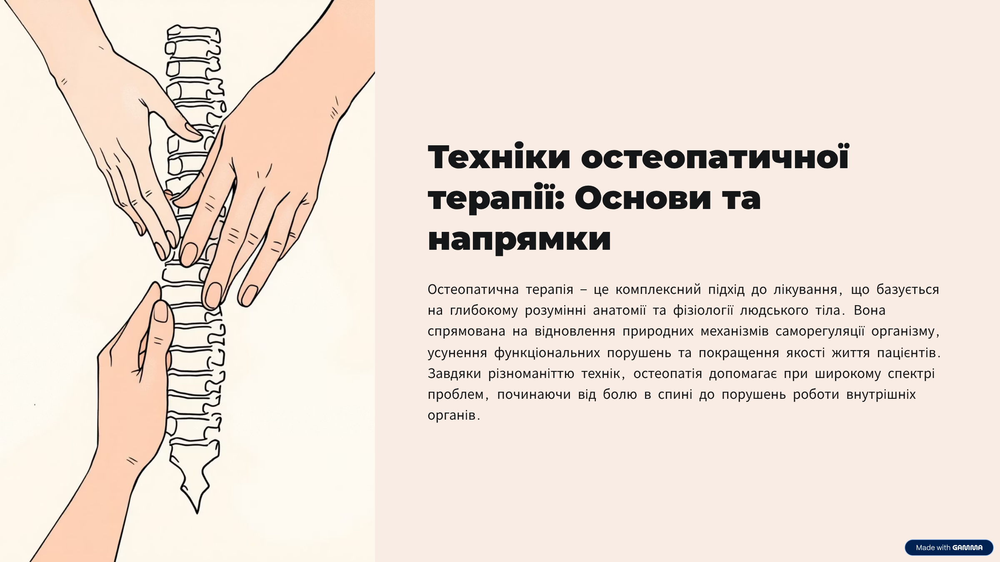 Техніки остеопатичної
терапії: Основи та
напрямки
Остеопатична терапія – це комплексний підхід до лікування, що базується
на глибокому розумінні анатомії та фізіології людського тіла. Вона
спрямована на відновлення природних механізмів саморегуляції організму,
усунення функціональних порушень та покращення якості життя пацієнтів.
Завдяки різноманіттю технік, остеопатія допомагає при широкому спектрі
проблем, починаючи від болю в спині до порушень роботи внутрішніх
органів.
Made with GAMMA